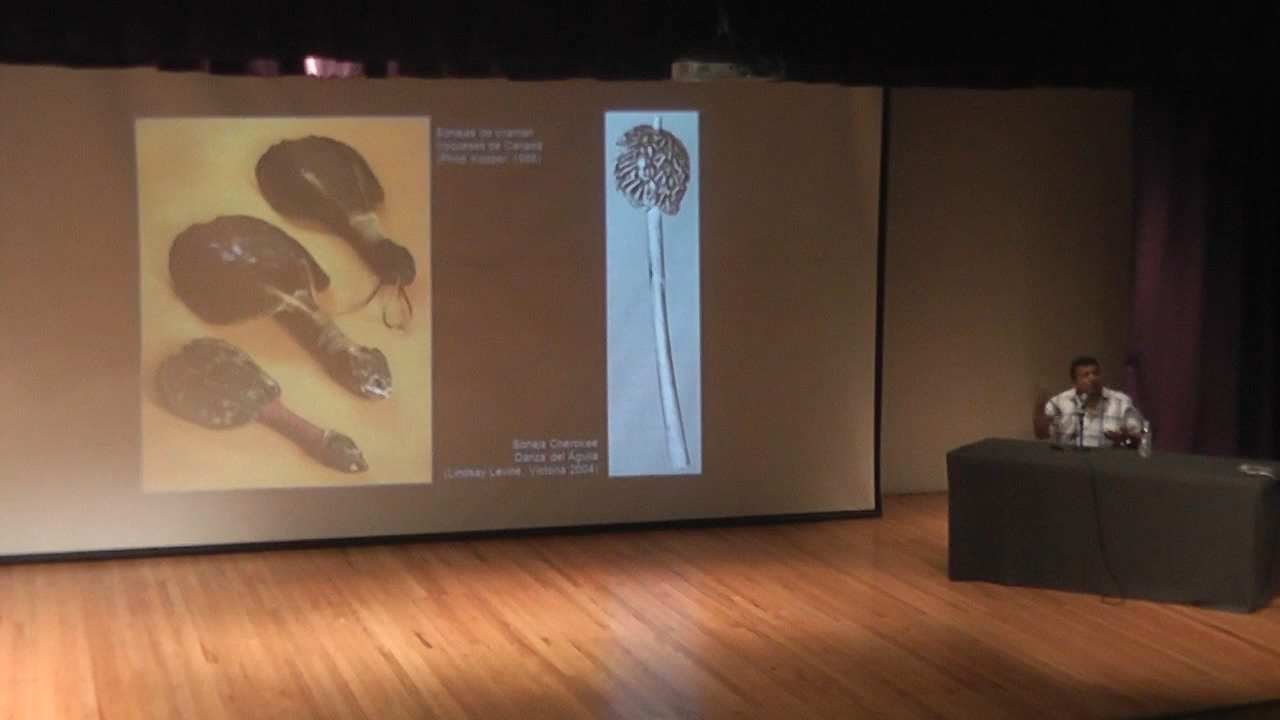 Sonajas de chamán
Iroqueses de Canadá
(Philip Kopper 1986)
Sonaja Cherokee
Danza del Águila
(Lindsay Levine, Victoria 2004)